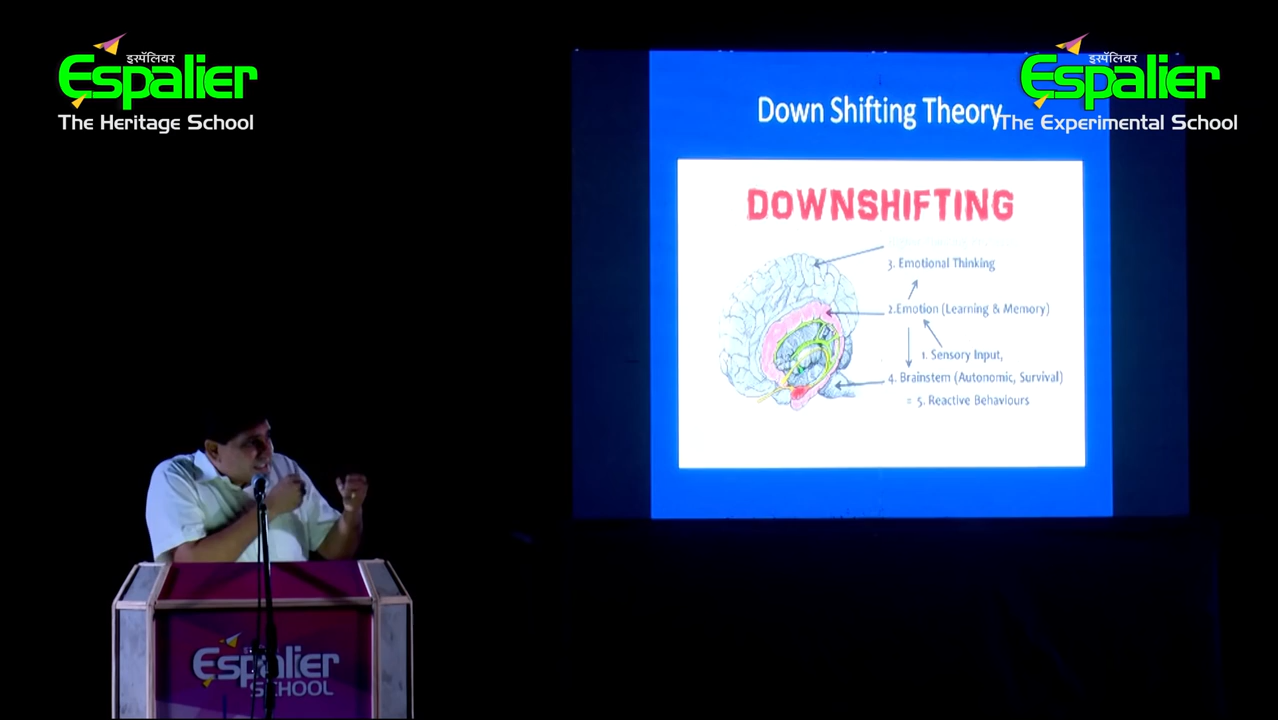 इस्पॅलियर
Espalier
The Heritage School
इस्पॅलियर
Espalier
The Experimental School
Down Shifting Theory
DOWNSHIFTING
3. Emotional Thinking
2.Emotion (Learning & Memory)
1. Sensory Input,
4. Brainstem (Autonomic, Survival)
= 5. Reactive Behaviours
Espalier
SCHOOL